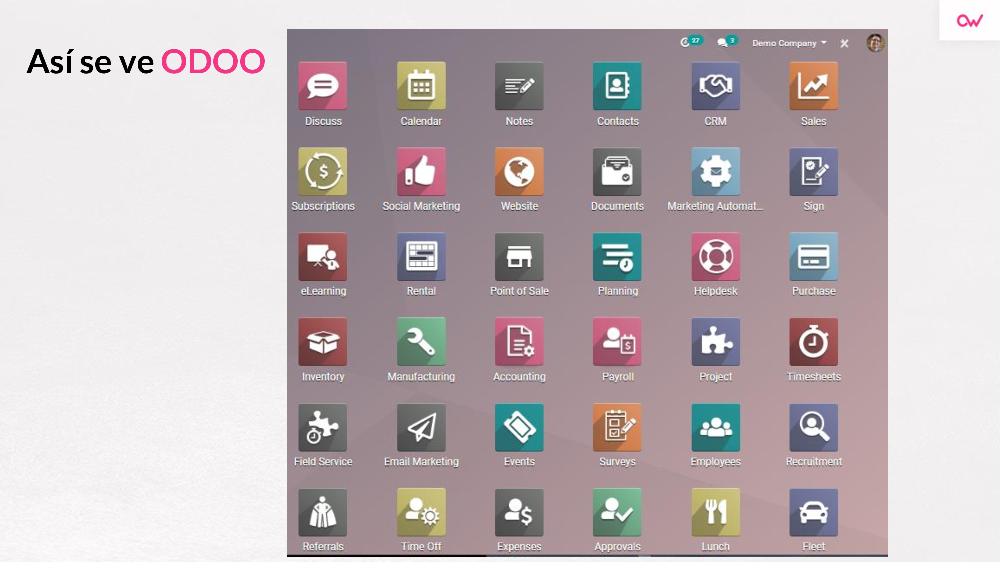 CW
Así se ve ODOO
27 3 Demo Company
Discuss Calendar Notes Contacts CRM Sales
Subscriptions Social Marketing Website Documents Marketing Automat... Sign
eLearning Rental Point of Sale Planning Helpdesk Purchase
Inventory Manufacturing Accounting Payroll Project Timesheets
Field Service Email Marketing Events Surveys Employees Recruitment
Referrals Time Off Expenses Approvals Lunch Fleet